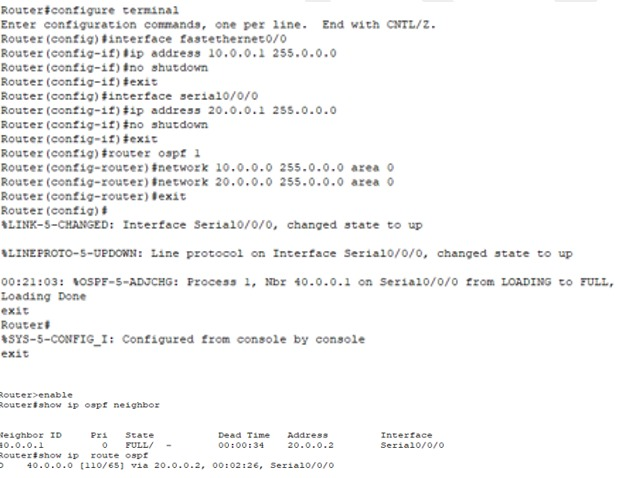 Router#configure terminal
Enter configuration commands, one per line.  End with CNTL/Z.
Router(config)#interface fastethernet0/0
Router(config-if)#ip address 10.0.0.1 255.0.0.0
Router(config-if)#no shutdown
Router(config-if)#exit
Router(config)#interface serial0/0/0
Router(config-if)#ip address 20.0.0.1 255.0.0.0
Router(config-if)#no shutdown
Router(config-if)#exit
Router(config)#router ospf 1
Router(config-router)#network 10.0.0.0 255.0.0.0 area 0
Router(config-router)#network 20.0.0.0 255.0.0.0 area 0
Router(config-router)#exit
Router(config)#
%LINK-5-CHANGED: Interface Serial0/0/0, changed state to up
%LINEPROTO-5-UPDOWN: Line protocol on Interface Serial0/0/0, changed state to up
00:21:03: %OSPF-5-ADJCHG: Process 1, Nbr 40.0.0.1 on Serial0/0/0 from LOADING to FULL,
Loading Done
exit
Router#
%SYS-5-CONFIG_I: Configured from console by console
exit
Router>enable
Router#show ip ospf neighbor
Neighbor ID     Pri   State           Dead Time   Address         Interface
40.0.0.1          0   FULL/  -        00:00:34    20.0.0.2        Serial0/0/0
Router#show ip  route ospf
O    40.0.0.0 [110/65] via 20.0.0.2, 00:02:26, Serial0/0/0